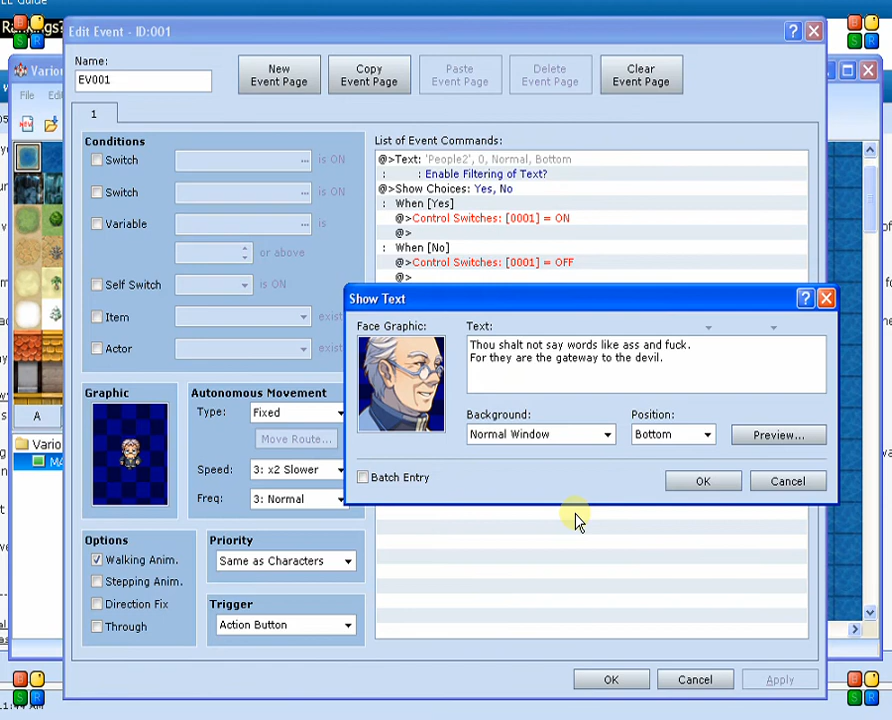 Edit Event - ID:001
Name:
EV001
New
Event Page
Copy
Event Page
Paste
Event Page
Delete
Event Page
Clear
Event Page
1
Conditions
Switch
is ON
Switch
is ON
Variable
is
or above
Self Switch
is ON
Item
Actor
Graphic
Autonomous Movement
Type:
Fixed
Move Route...
Speed:
3: x2 Slower
Freq:
3: Normal
Options
Walking Anim.
Stepping Anim.
Direction Fix
Through
Priority
Same as Characters
Trigger
Action Button
List of Event Commands:
@>Text: 'People2', 0, Normal, Bottom
: : Enable Filtering of Text?
@>Show Choices: Yes, No
: When [Yes]
@>Control Switches: [0001] = ON
@>
: When [No]
@>Control Switches: [0001] = OFF
@>
Show Text
Face Graphic:
Text:
Thou shalt not say words like ass and fuck.
For they are the gateway to the devil.
Background:
Normal Window
Position:
Bottom
Preview...
Batch Entry
OK
Cancel
OK
Cancel
Apply
File
A